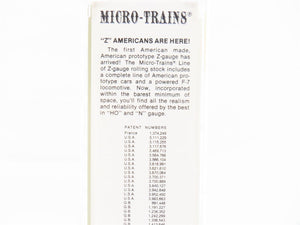 MICRO-TRAINS®
"Z" AMERICANS ARE HERE!
The first American made,
American prototype Z-gauge has
arrived! The Micro-Trains® Line
of Z-gauge rolling stock includes
a complete line of American pro-
totype cars and a powered F-7
locomotive. Now, incorporated
within the barest minimum of
space, you'll find all the realism
and reliability offered by the best
in "HO" and "N" gauge.
PATENT NUMBERS
France
U.S.A.
U.S.A.
U.S.A.
U.S.A.
U.S.A.
U.S.A.
U.S.A.
U.S.A.
U.S.A.
U.S.A.
U.S.A.
U.S.A.
U.S.A.
G.B.
G.B.
G.B.
G.B.
G.B.